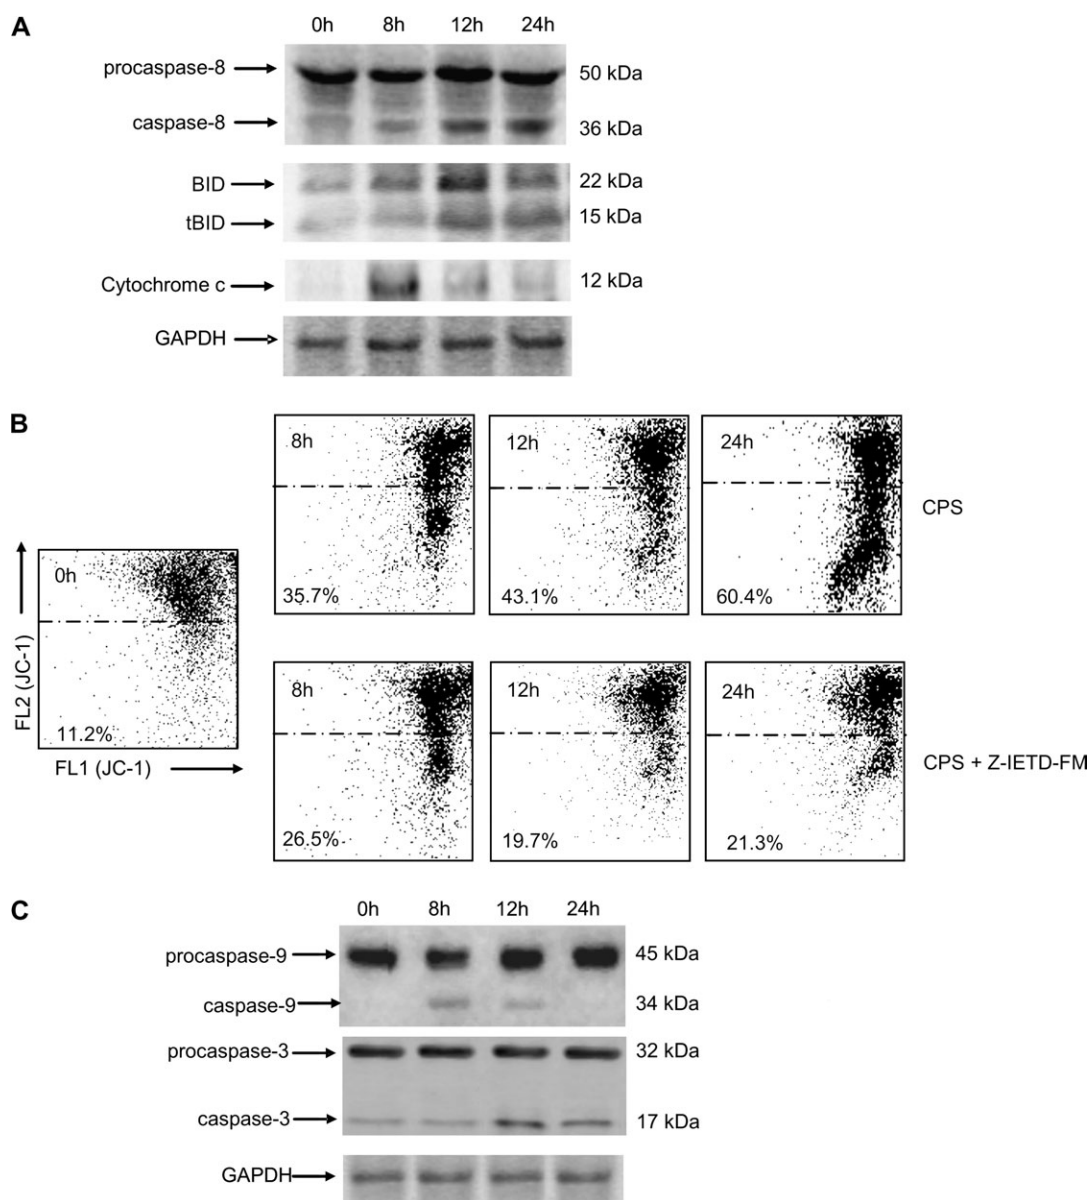 A
0h 8h 12h 24h
procaspase-8 50 kDa
caspase-8 36 kDa
BID 22 kDa
tBID 15 kDa
Cytochrome c 12 kDa
GAPDH
B
8h 12h 24h
CPS
35.7% 43.1% 60.4%
0h
11.2%
FL2 (JC-1)
FL1 (JC-1)
8h 12h 24h
CPS + Z-IETD-FM
26.5% 19.7% 21.3%
C
0h 8h 12h 24h
procaspase-9 45 kDa
caspase-9 34 kDa
procaspase-3 32 kDa
caspase-3 17 kDa
GAPDH